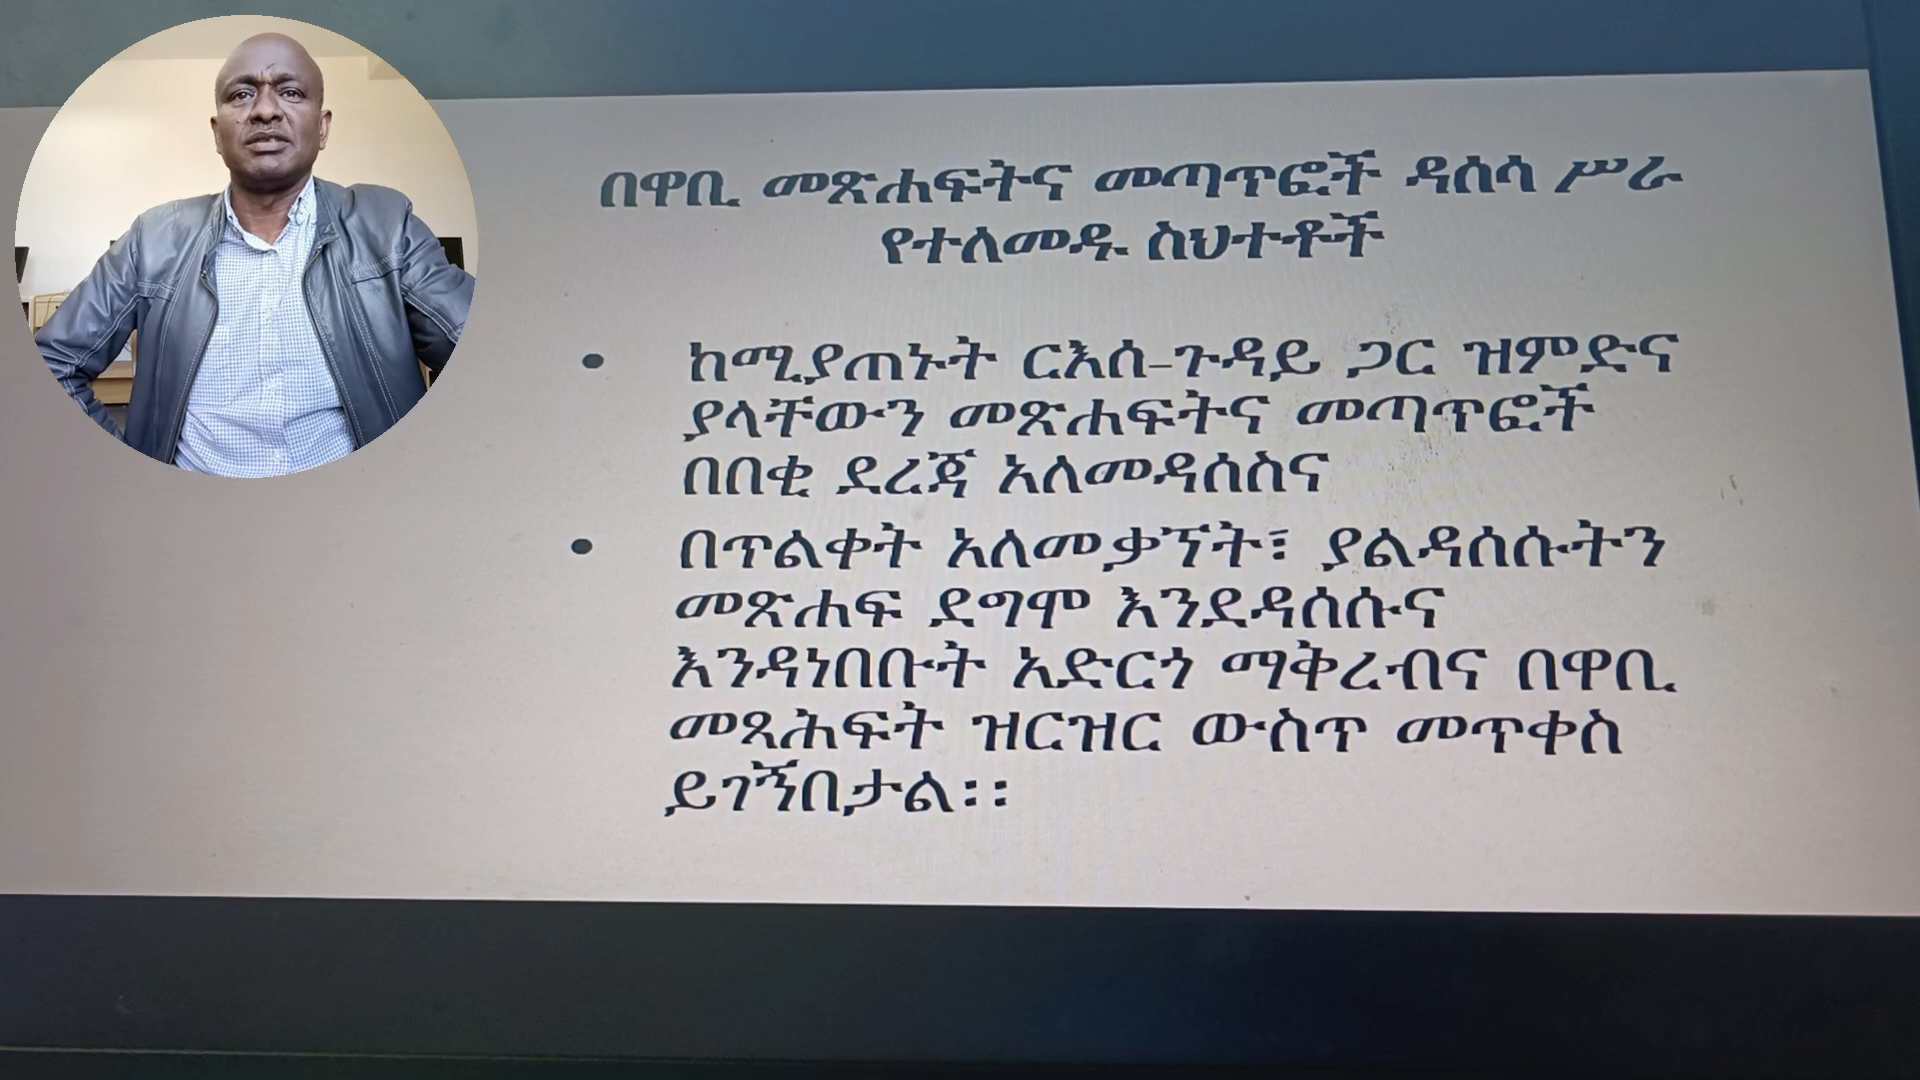 በዋቢ መጽሐፍትና መጣጥፎች ዳሰሳ ሥራ
የተለመዱ ስህተቶች
• ከሚያጠኑት ርእሰ-ጉዳይ ጋር ዝምድና
ያላቸውን መጽሐፍትና መጣጥፎች
በበቂ ደረጃ አለመዳሰስና
• በጥልቀት አለመቃኘት፣ ያልዳሰሱትን
መጽሐፍ ደግሞ እንደዳሰሱና
እንዳነበቡት አድርጎ ማቅረብና በዋቢ
መጻሕፍት ዝርዝር ውስጥ መጥቀስ
ይገኝበታል፡፡